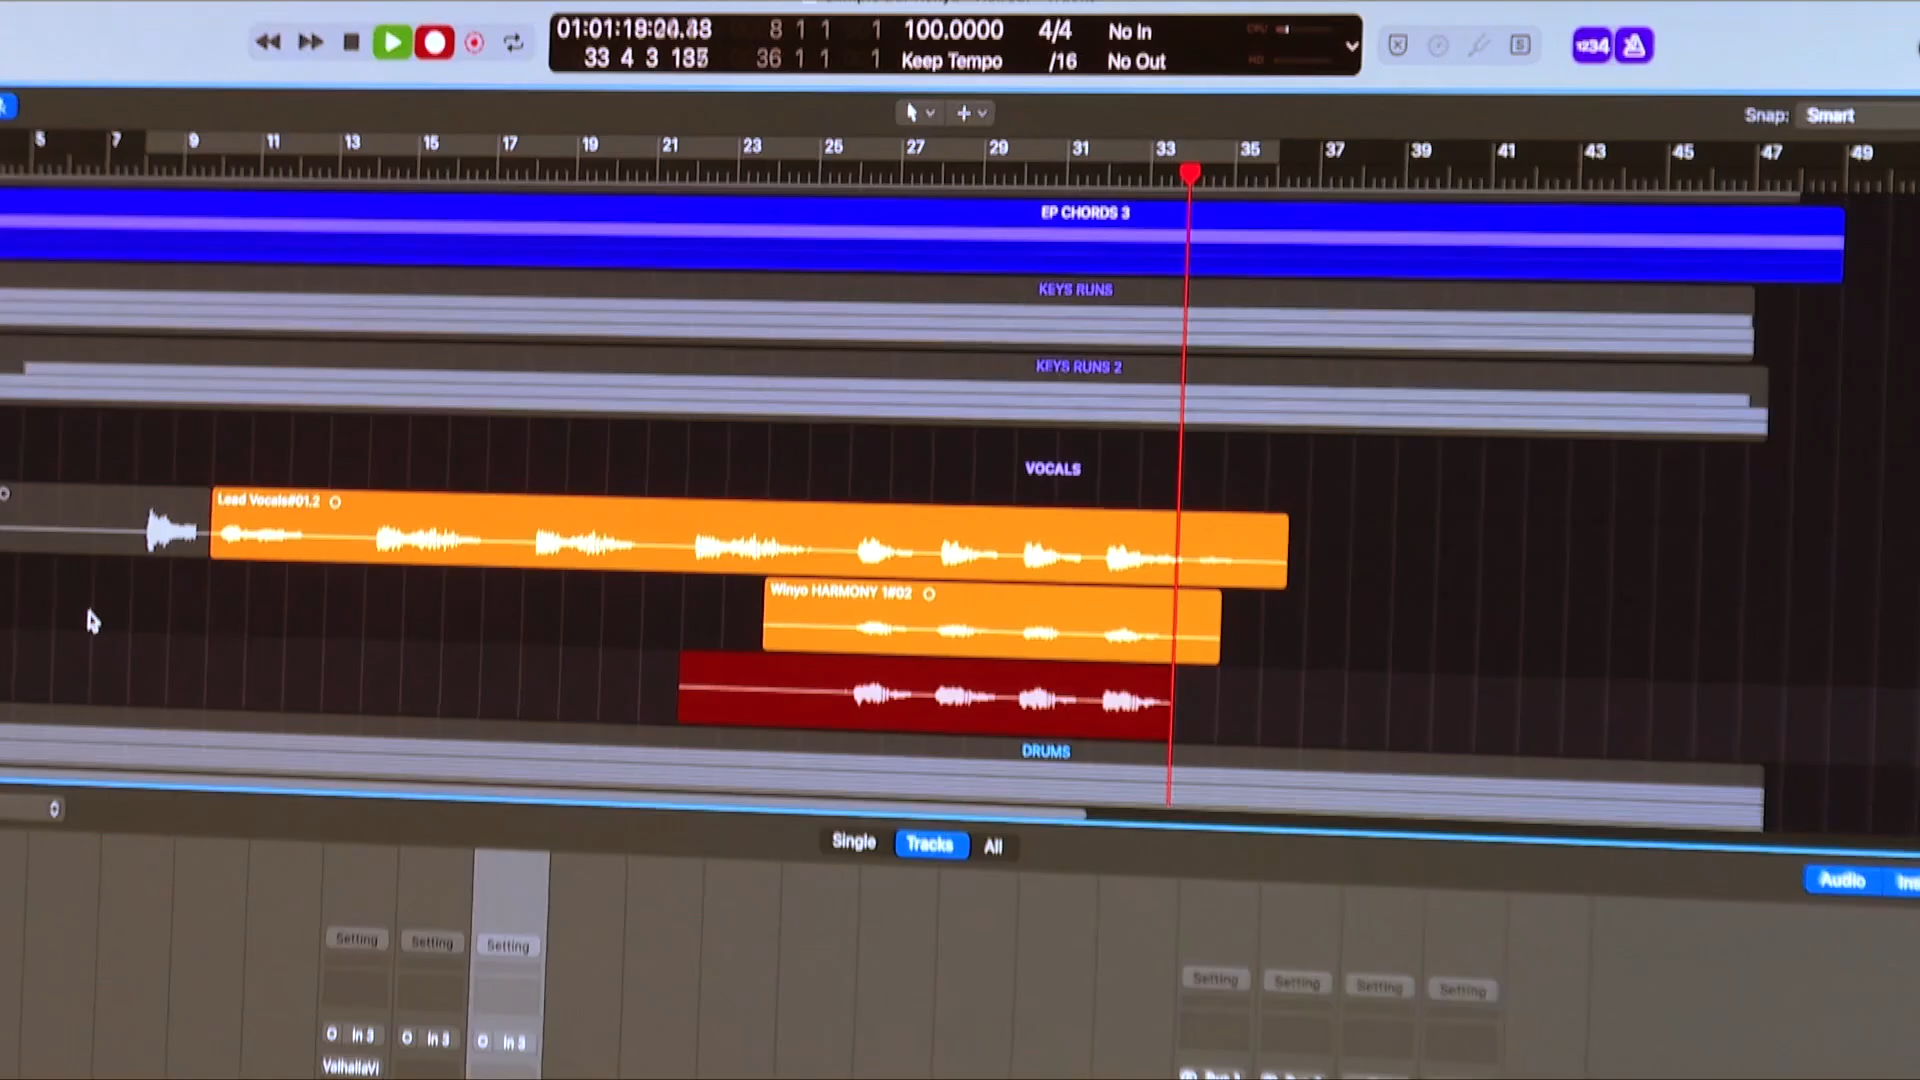 01:01:19:20.48 8 1 1 1 100.0000 4/4 No In
33 4 3 185 36 1 1 1 Keep Tempo /16 No Out
1234
Snap: Smart
5 7 9 11 13 15 17 19 21 23 25 27 29 31 33 35 37 39 41 43 45 47 49
EP CHORDS 3
KEYS RUNS
KEYS RUNS 2
VOCALS
Lead Vocals#01.2
Winyo HARMONY 1#02
DRUMS
Single Tracks All
Audio
Setting Setting Setting
Setting Setting Setting Setting
In 3 In 3 In 3
ValhallaVi